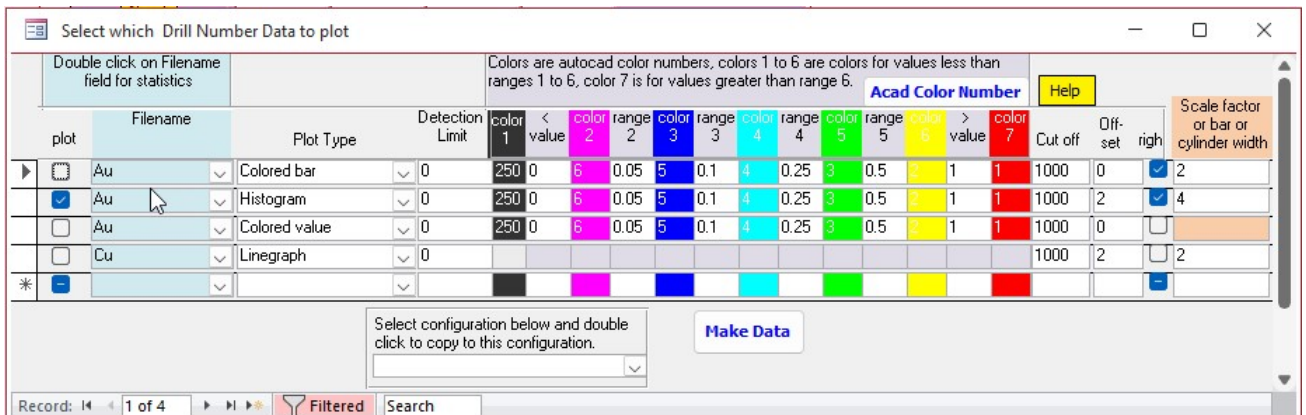 Select which Drill Number Data to plot
Double click on Filename
field for statistics
Colors are autocad color numbers, colors 1 to 6 are colors for values less than
ranges 1 to 6, color 7 is for values greater than range 6.
Acad Color Number
Help
plot Filename Plot Type Detection Limit color 1 < value color 2 range 2 color 3 range 3 color 4 range 4 color 5 range 5 color 6 > value color 7 Cut off Off-set righ Scale factor or bar or cylinder width
Au Colored bar 0 250 0 6 0.05 5 0.1 4 0.25 3 0.5 2 1 1 1000 0 2
Au Histogram 0 250 0 6 0.05 5 0.1 4 0.25 3 0.5 2 1 1 1000 2 4
Au Colored value 0 250 0 6 0.05 5 0.1 4 0.25 3 0.5 2 1 1 1000 0
Cu Linegraph 0 1000 2 2
Select configuration below and double
click to copy to this configuration.
Make Data
Record: 1 of 4 Filtered Search